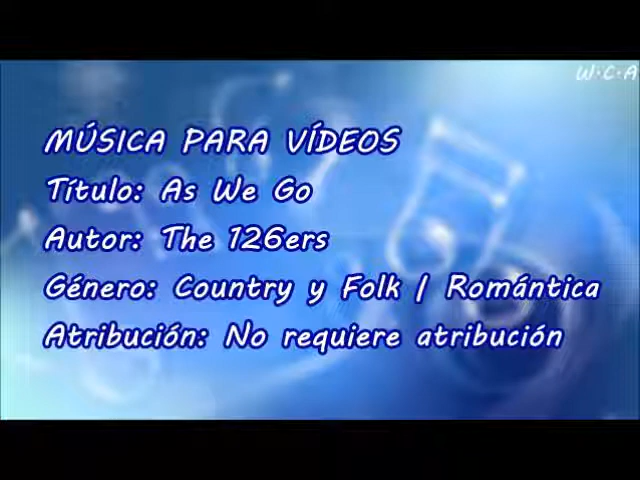 W·C·A
MÚSICA PARA VÍDEOS
Título: As We Go
Autor: The 126ers
Género: Country y Folk | Romántica
Atribución: No requiere atribución